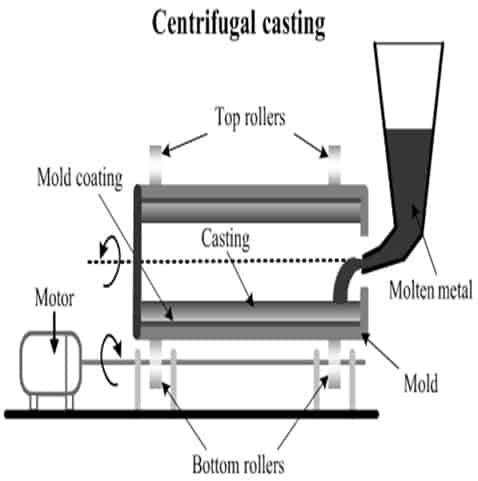 Centrifugal casting
Top rollers
Mold coating
Casting
Molten metal
Motor
Mold
Bottom rollers